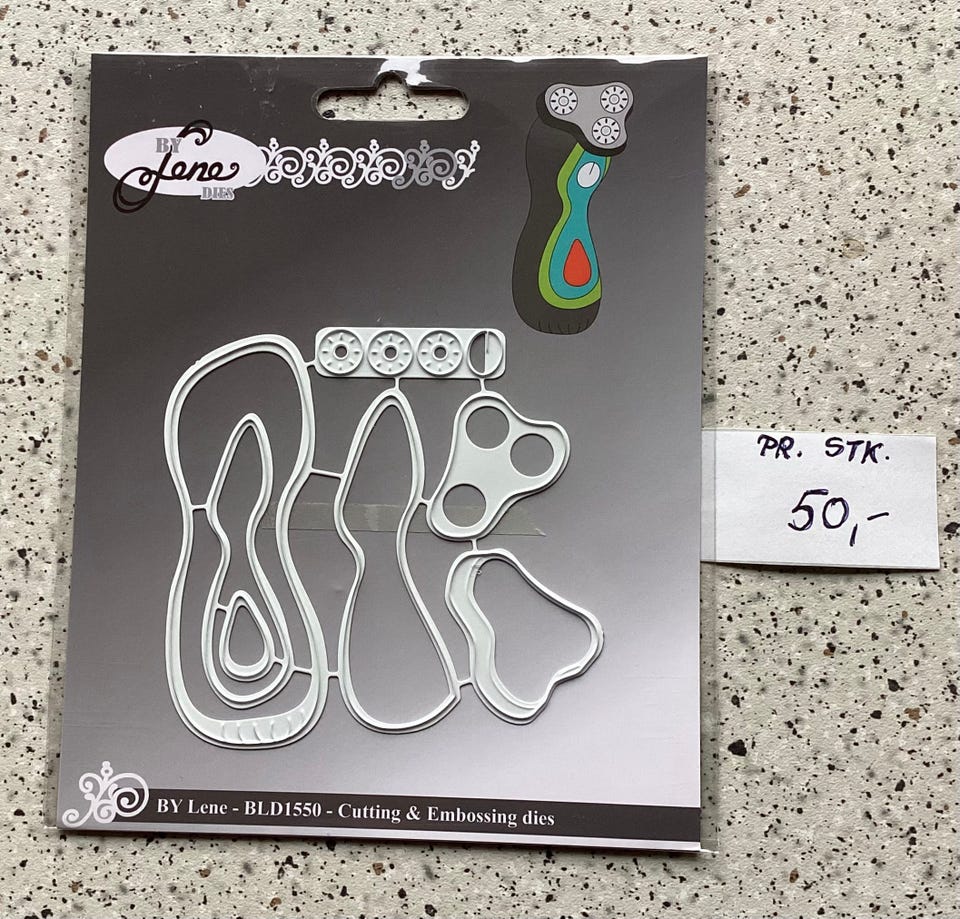 BY
Lene
DIES
PR. STK.
50,-
BY Lene - BLD1550 - Cutting & Embossing dies